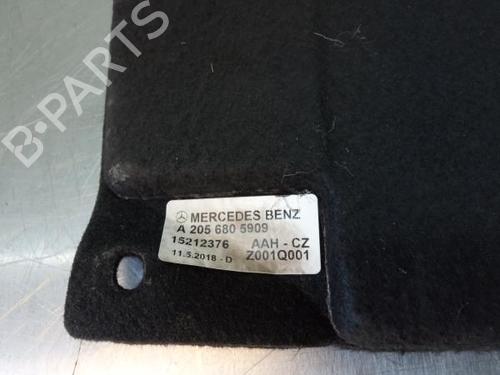 B-PARTS
MERCEDES BENZ
A 205 680 5909
15212376 AAH - CZ
11.5.2018 - D Z001Q001